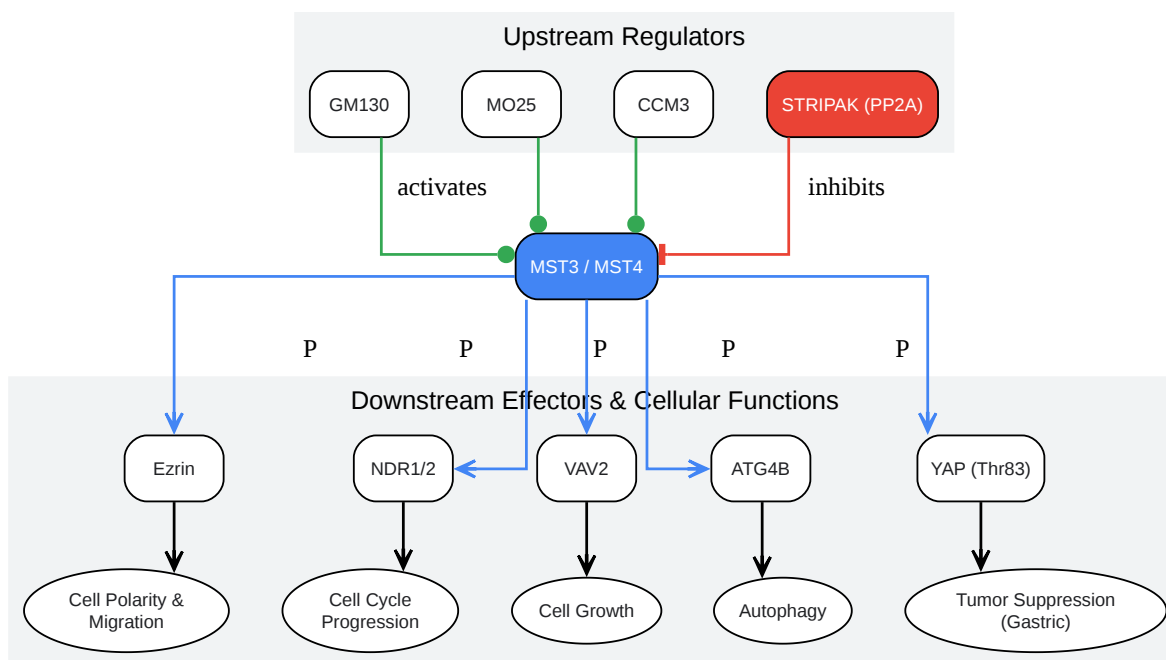 Upstream Regulators
GM130
MO25
CCM3
STRIPAK (PP2A)
activates
inhibits
MST3 / MST4
P
P
P
P
P
Downstream Effectors & Cellular Functions
Ezrin
NDR1/2
VAV2
ATG4B
YAP (Thr83)
Cell Polarity &
Migration
Cell Cycle
Progression
Cell Growth
Autophagy
Tumor Suppression
(Gastric)